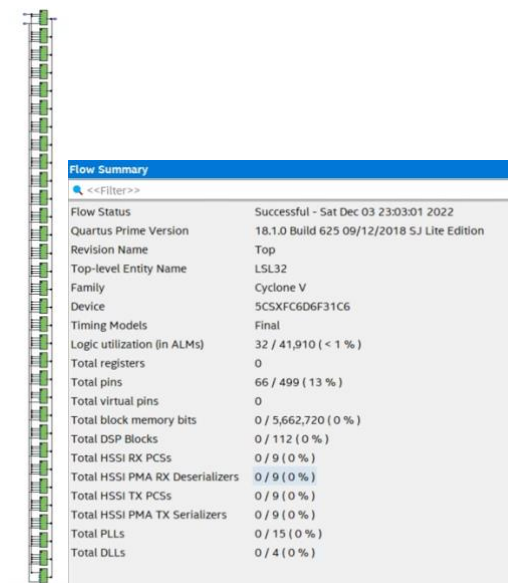 Flow Summary
<<Filter>>
Flow Status Successful - Sat Dec 03 23:03:01 2022
Quartus Prime Version 18.1.0 Build 625 09/12/2018 SJ Lite Edition
Revision Name Top
Top-level Entity Name LSL32
Family Cyclone V
Device 5CSXFC6D6F31C6
Timing Models Final
Logic utilization (in ALMs) 32 / 41,910 ( < 1 % )
Total registers 0
Total pins 66 / 499 ( 13 % )
Total virtual pins 0
Total block memory bits 0 / 5,662,720 ( 0 % )
Total DSP Blocks 0 / 112 ( 0 % )
Total HSSI RX PCSs 0 / 9 ( 0 % )
Total HSSI PMA RX Deserializers 0 / 9 ( 0 % )
Total HSSI TX PCSs 0 / 9 ( 0 % )
Total HSSI PMA TX Serializers 0 / 9 ( 0 % )
Total PLLs 0 / 15 ( 0 % )
Total DLLs 0 / 4 ( 0 % )